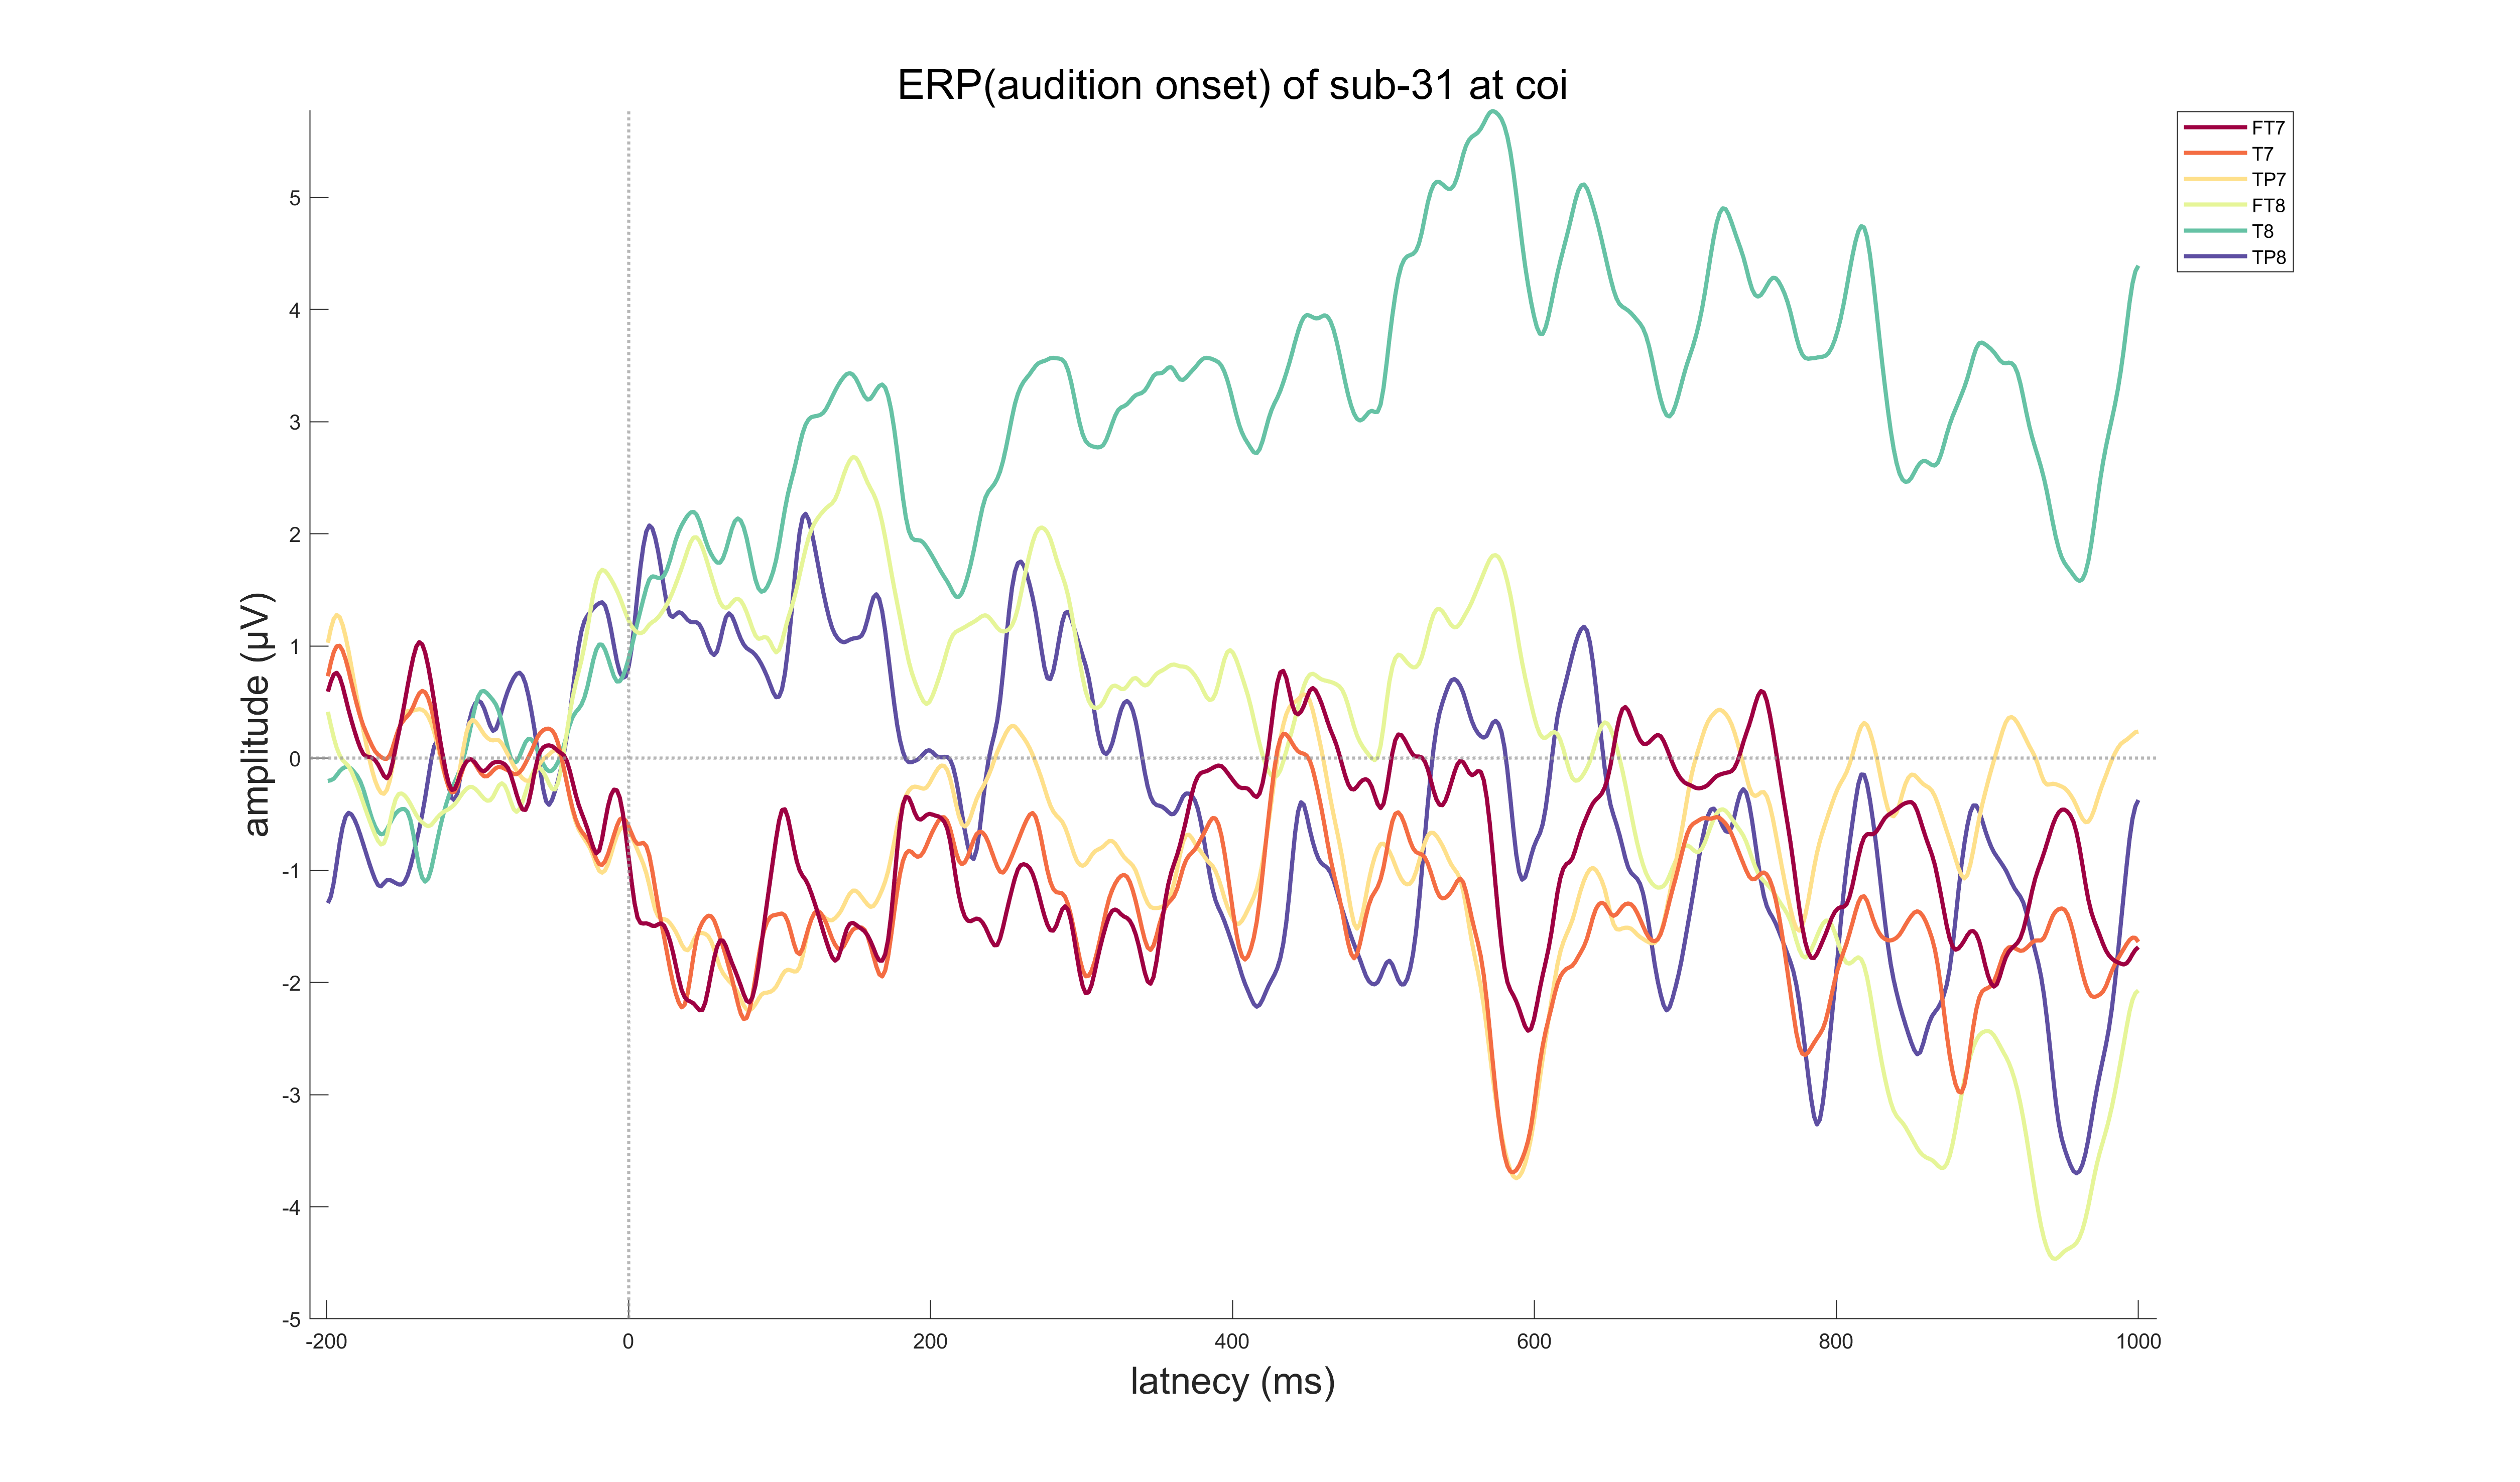 ERP(audition onset) of sub-31 at coi
FT7
T7
TP7
FT8
T8
TP8
amplitude (µV)
5
4
3
2
1
0
-1
-2
-3
-4
-5
-200 0 200 400 600 800 1000
latnecy (ms)